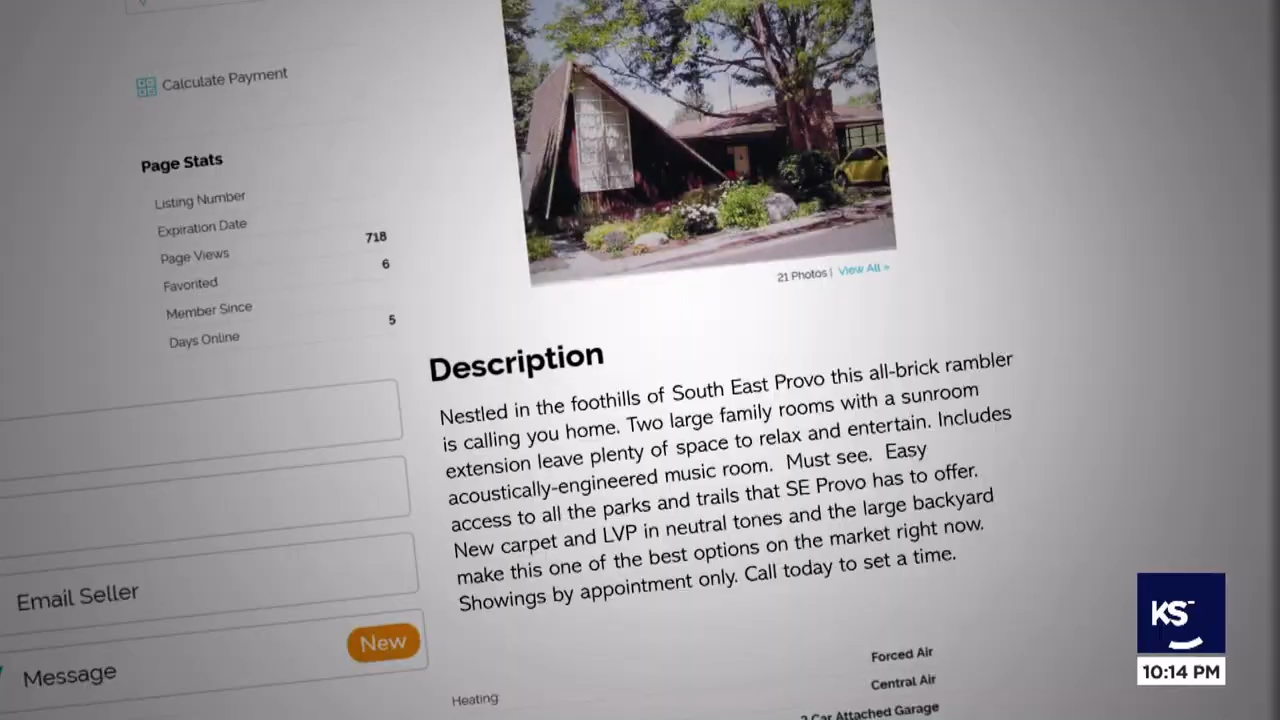 Calculate Payment
Page Stats
Listing Number
Expiration Date
Page Views 718
Favorited 6
Member Since
Days Online 5
Email Seller
Message New
21 Photos | View All »
Description
Nestled in the foothills of South East Provo this all-brick rambler
is calling you home. Two large family rooms with a sunroom
extension leave plenty of space to relax and entertain. Includes
acoustically-engineered music room. Must see. Easy
access to all the parks and trails that SE Provo has to offer.
New carpet and LVP in neutral tones and the large backyard
make this one of the best options on the market right now.
Showings by appointment only. Call today to set a time.
Forced Air
Heating Central Air
Car Attached Garage
KS
10:14 PM